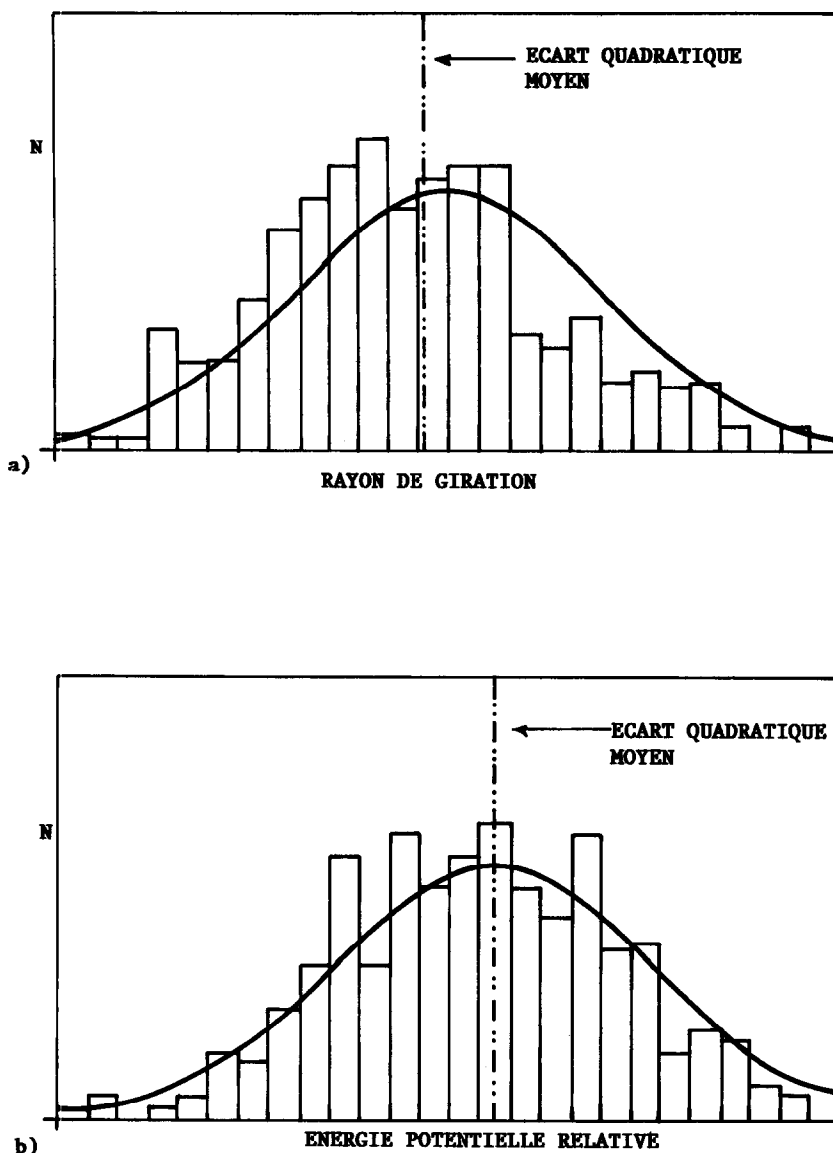 ECART QUADRATIQUE
MOYEN
N
a)
RAYON DE GIRATION
ECART QUADRATIQUE
MOYEN
N
b)
ENERGIE POTENTIELLE RELATIVE